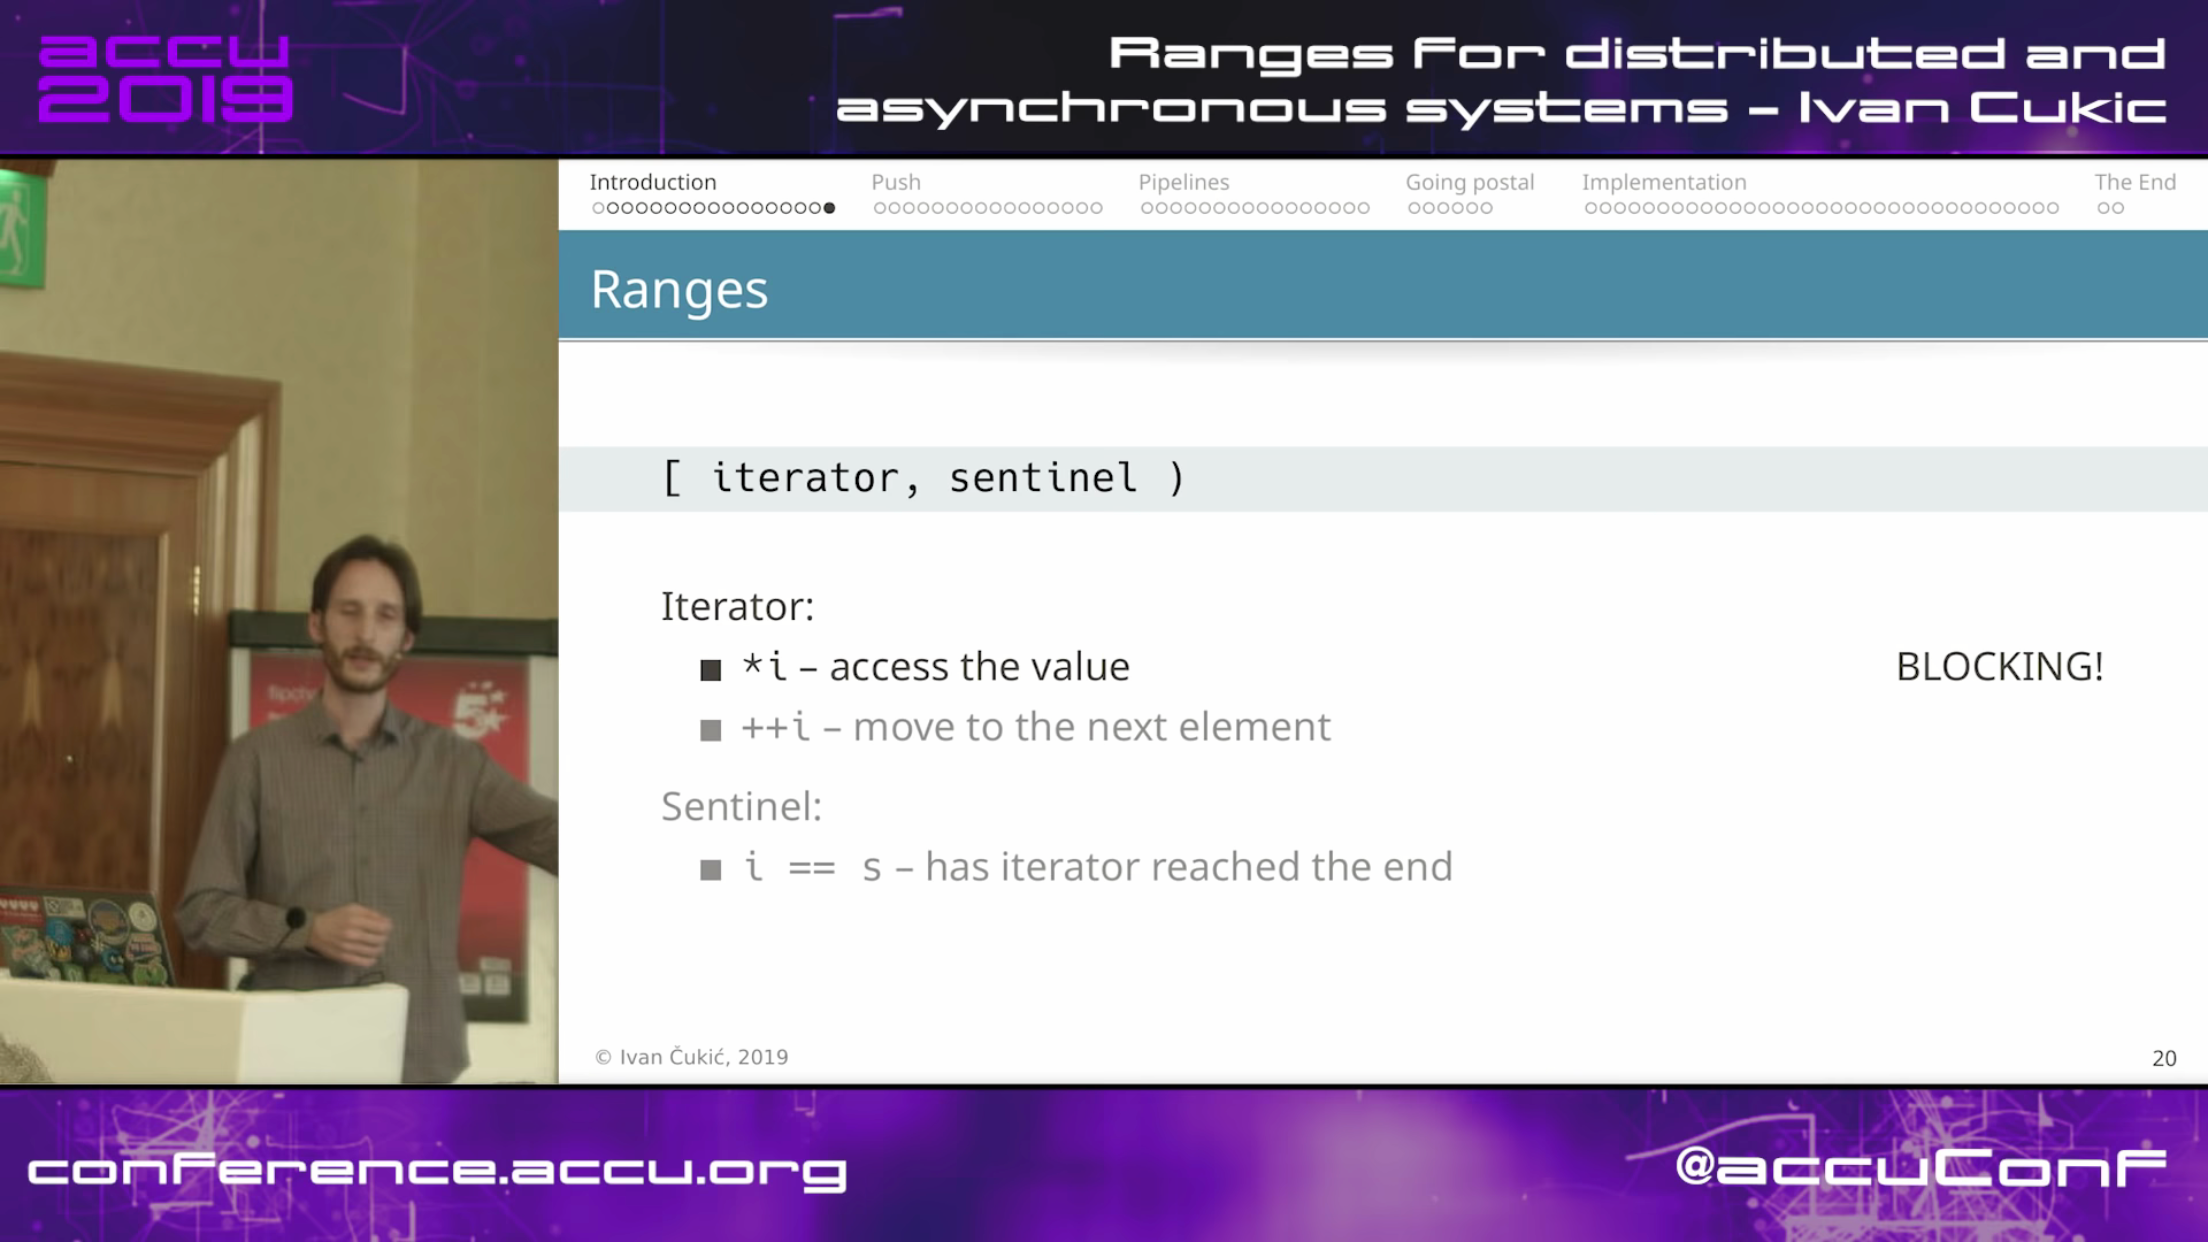 accu
2019
Ranges for distributed and
asynchronous systems – Ivan Cukic
Introduction
Push
Pipelines
Going postal
Implementation
The End
Ranges
[ iterator, sentinel )
Iterator:
■ *i – access the value
BLOCKING!
■ ++i – move to the next element
Sentinel:
■ i == s – has iterator reached the end
5
© Ivan Čukić, 2019
20
conference.accu.org
@accuConf